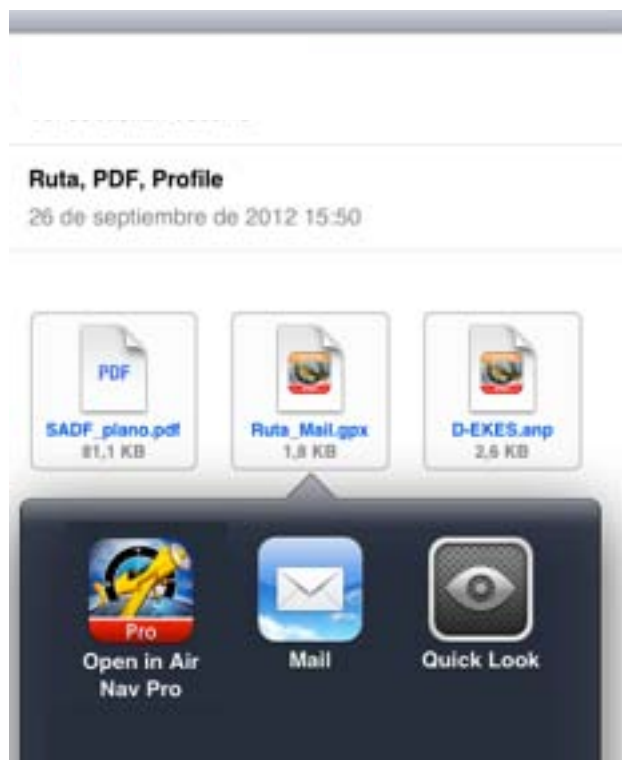 Ruta, PDF, Profile
26 de septiembre de 2012 15:50
PDF
SADF_plano.pdf
81,1 KB
Ruta_Mail.gpx
1,8 KB
D-EKES.anp
2,6 KB
Pro
Open in Air
Nav Pro
Mail
Quick Look